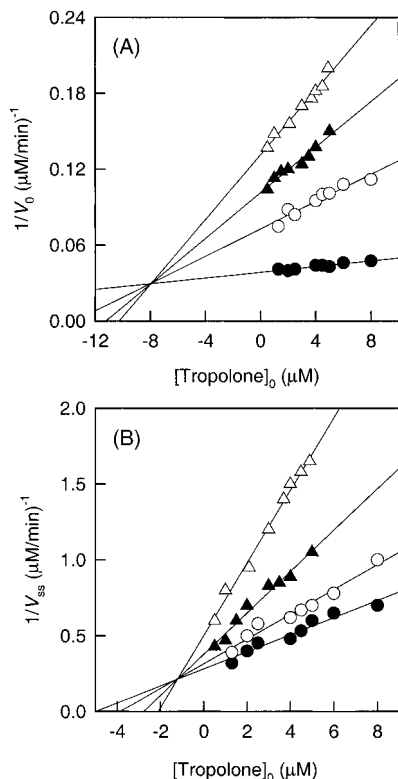 (A)
0.24
0.18
0.12
0.06
0.00
1/V₀ (μM/min)⁻¹
-12 -8 -4 0 4 8
[Tropolone]₀ (μM)
(B)
2.0
1.5
1.0
0.5
0.0
1/Vₛₛ (μM/min)⁻¹
-4 -2 0 2 4 6 8
[Tropolone]₀ (μM)